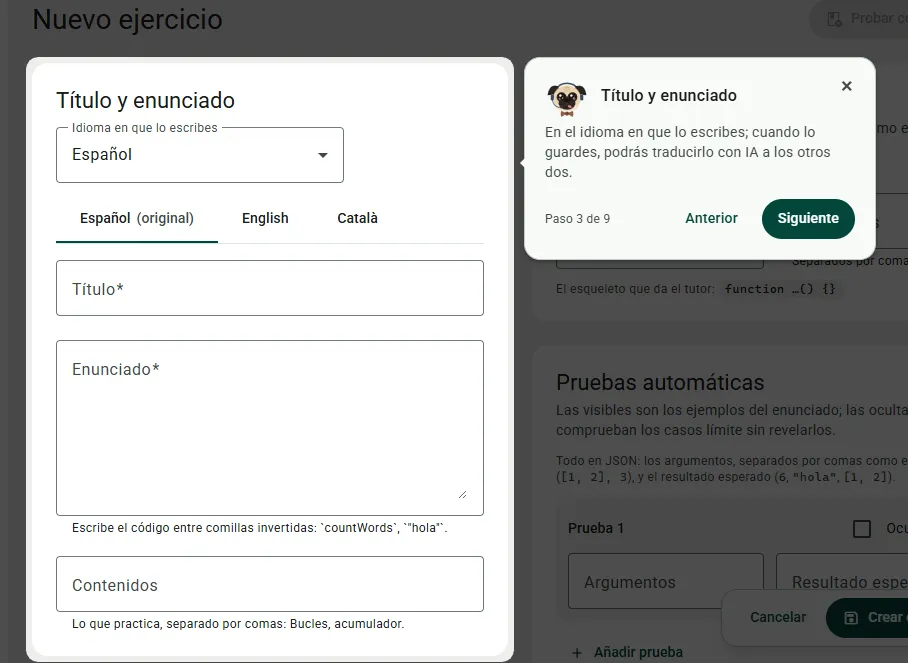 Nuevo ejercicio
Probar
Título y enunciado
Idioma en que lo escribes
Español
Español (original)
English
Català
Título*
Enunciado*
Escribe el código entre comillas invertidas: `countWords`, `"hola"`.
Contenidos
Lo que practica, separado por comas: Bucles, acumulador.
Título y enunciado
En el idioma en que lo escribes; cuando lo
guardes, podrás traducirlo con IA a los otros
dos.
Paso 3 de 9
Anterior
Siguiente
Separados por coma
El esqueleto que da el tutor: function …() {}
Pruebas automáticas
Las visibles son los ejemplos del enunciado; las oculta
comprueban los casos límite sin revelarlos.
Todo en JSON: los argumentos, separados por comas como e
([1, 2], 3), y el resultado esperado (6, "hola", [1, 2]).
Prueba 1
Ocu
Argumentos
Resultado espe
Cancelar
Crear
+ Añadir prueba